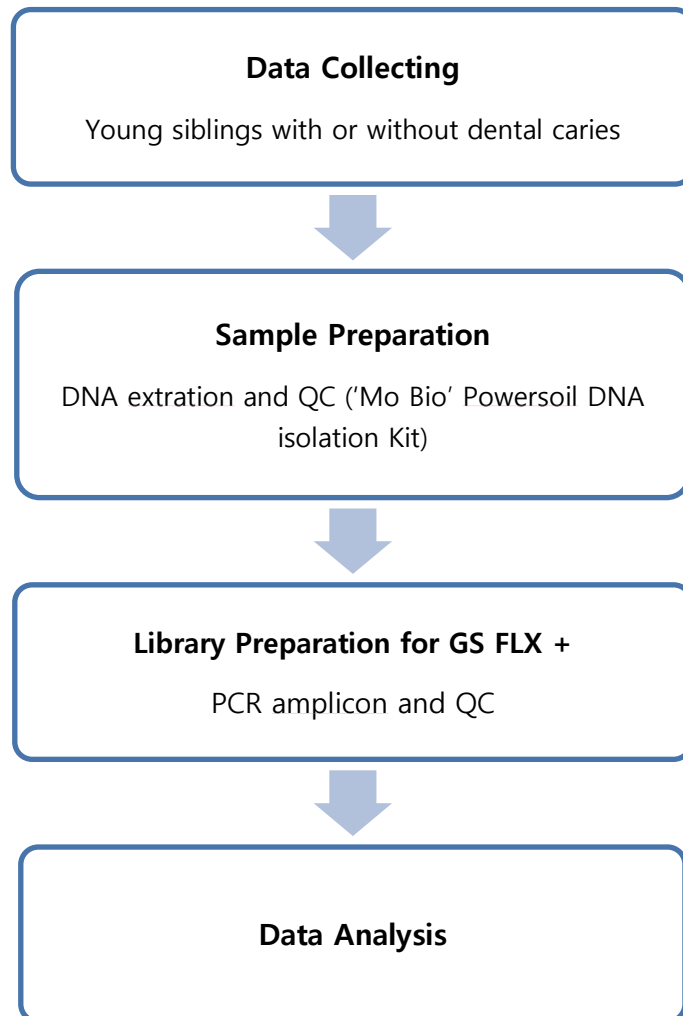 Data Collecting
Young siblings with or without dental caries
Sample Preparation
DNA extration and QC ('Mo Bio' Powersoil DNA
isolation Kit)
Library Preparation for GS FLX +
PCR amplicon and QC
Data Analysis